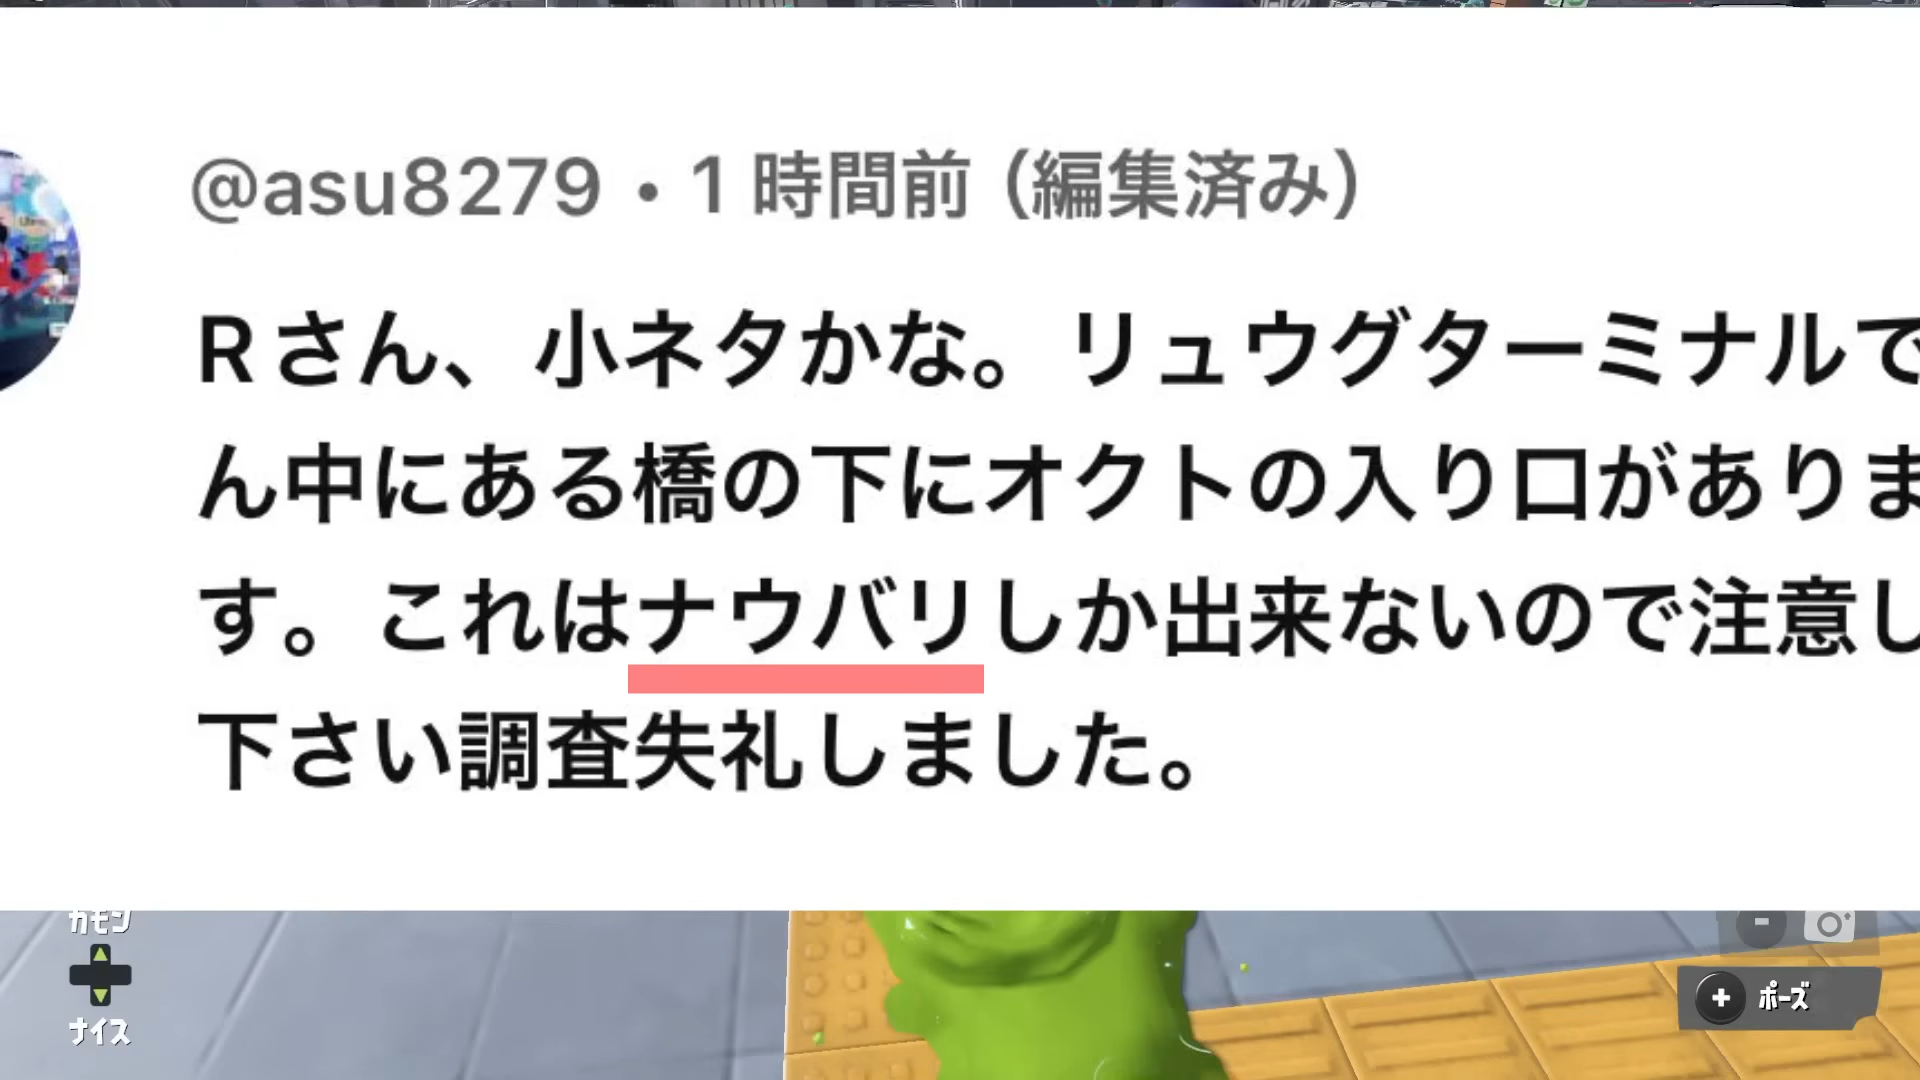 @asu8279 • 1 時間前（編集済み）
Rさん、小ネタかな。リュウグターミナルで
ん中にある橋の下にオクトの入り口がありま
す。これはナウバリしか出来ないので注意し
下さい調査失礼しました。
カモン
ナイス
ポーズ